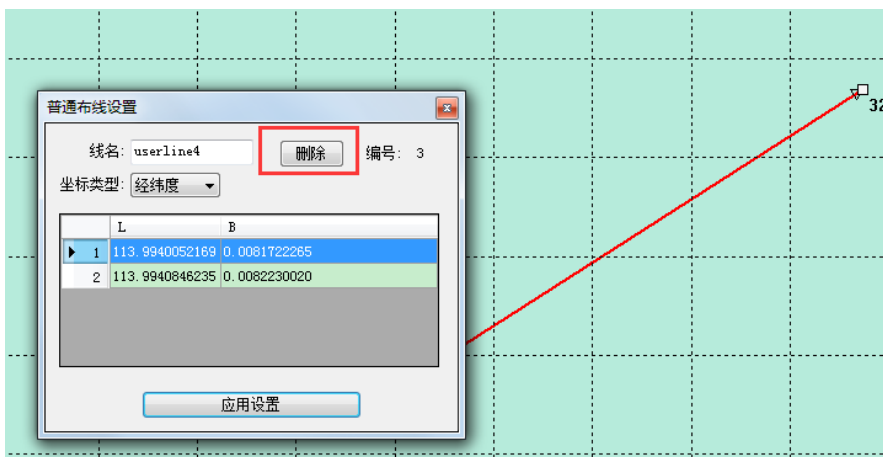 普通布线设置
32
线名: userline4 删除 编号: 3
坐标类型: 经纬度
L B
1 113.9940052169 0.0081722265
2 113.9940846235 0.0082230020
应用设置